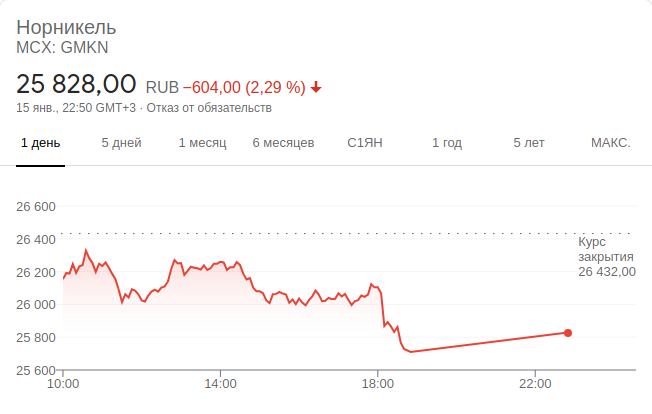 Норникель
MCX: GMKN
25 828,00 RUB −604,00 (2,29 %)
15 янв., 22:50 GMT+3 · Отказ от обязательств
1 день 5 дней 1 месяц 6 месяцев С1ЯН 1 год 5 лет МАКС.
26 600
26 400
Курс
закрытия
26 432,00
26 200
26 000
25 800
25 600
10:00 14:00 18:00 22:00